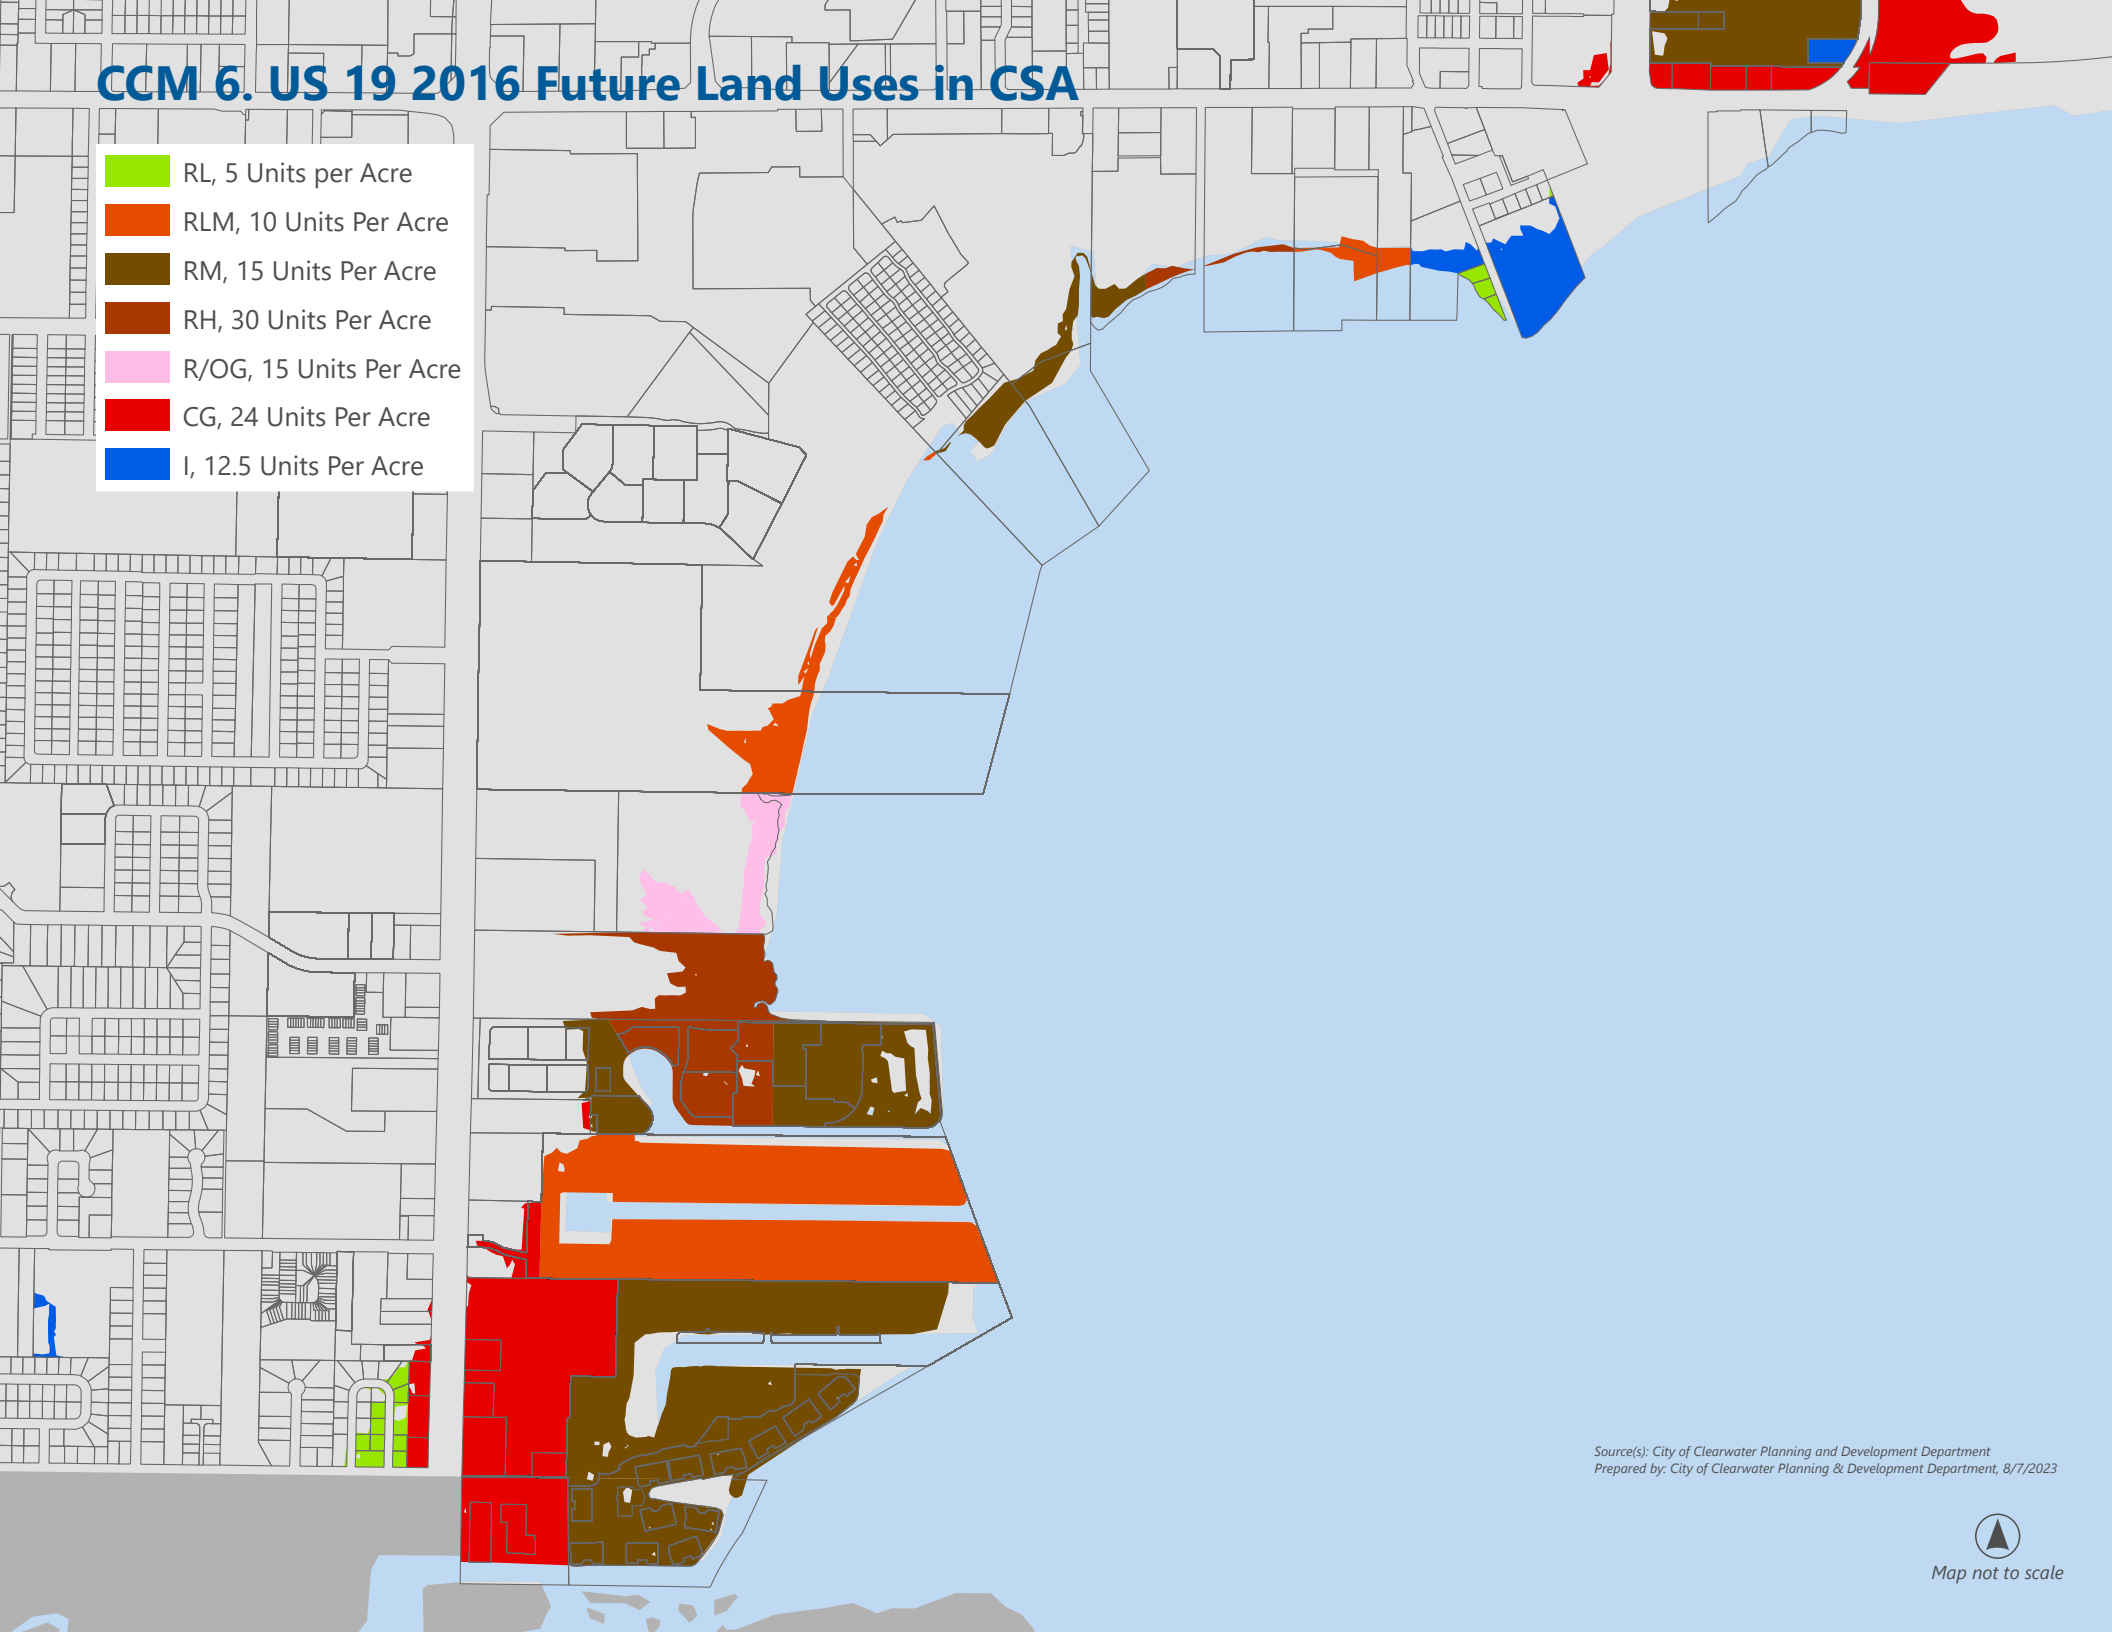 CCM 6. US 19 2016 Future Land Uses in CSA
RL, 5 Units per Acre
RLM, 10 Units Per Acre
RM, 15 Units Per Acre
RH, 30 Units Per Acre
R/OG, 15 Units Per Acre
CG, 24 Units Per Acre
I, 12.5 Units Per Acre
Source(s): City of Clearwater Planning and Development Department
Prepared by: City of Clearwater Planning & Development Department, 8/7/2023
Map not to scale